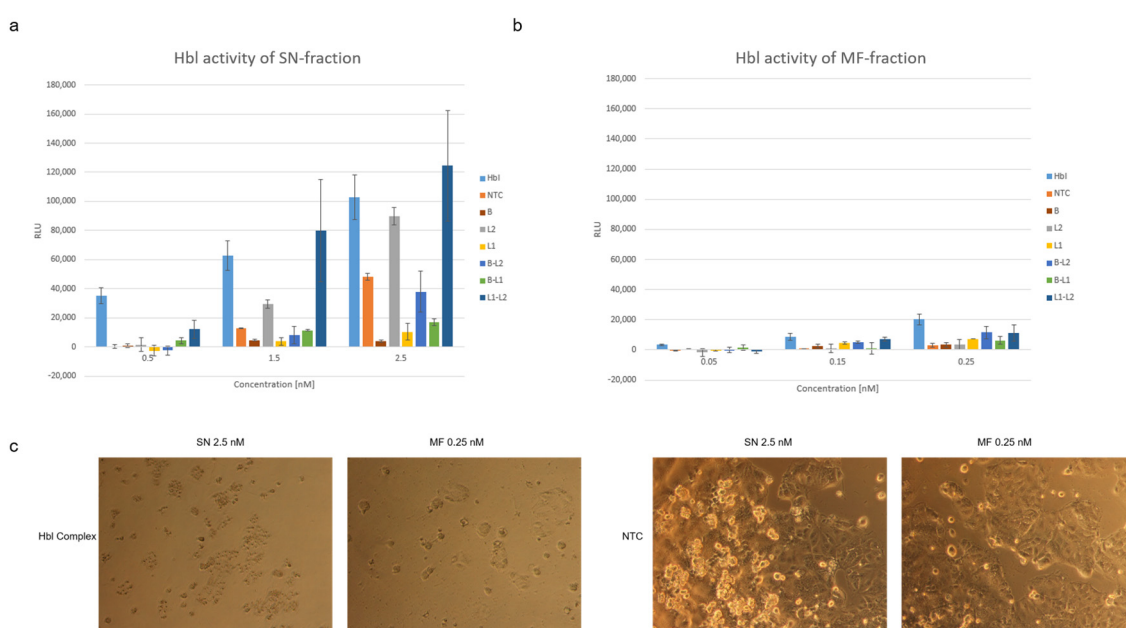 a
Hbl activity of SN-fraction
180,000
160,000
140,000
120,000
100,000
80,000
60,000
40,000
20,000
0
-20,000
RLU
0.5
1.5
2.5
Concentration [nM]
Hbl
NTC
B
L2
L1
B-L2
B-L1
L1-L2
b
Hbl activity of MF-fraction
180,000
160,000
140,000
120,000
100,000
80,000
60,000
40,000
20,000
0
-20,000
RLU
0.05
0.15
0.25
Concentration [nM]
Hbl
NTC
B
L2
L1
B-L2
B-L1
L1-L2
c
SN 2.5 nM
MF 0.25 nM
SN 2.5 nM
MF 0.25 nM
Hbl Complex
NTC